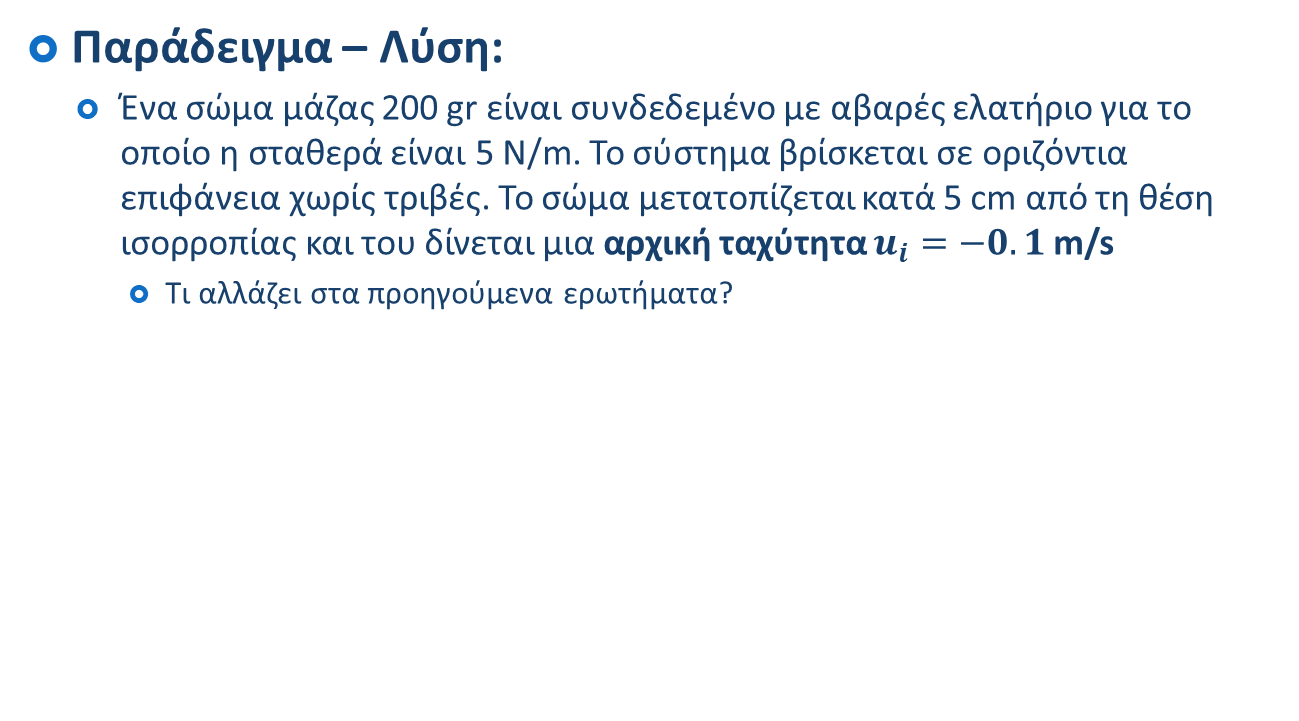 Παράδειγμα – Λύση:
Ένα σώμα μάζας 200 gr είναι συνδεδεμένο με αβαρές ελατήριο για το
οποίο η σταθερά είναι 5 N/m. Το σύστημα βρίσκεται σε οριζόντια
επιφάνεια χωρίς τριβές. Το σώμα μετατοπίζεται κατά 5 cm από τη θέση
ισορροπίας και του δίνεται μια αρχική ταχύτητα 𝒖ᵢ = −𝟎. 𝟏 m/s
Τι αλλάζει στα προηγούμενα ερωτήματα?